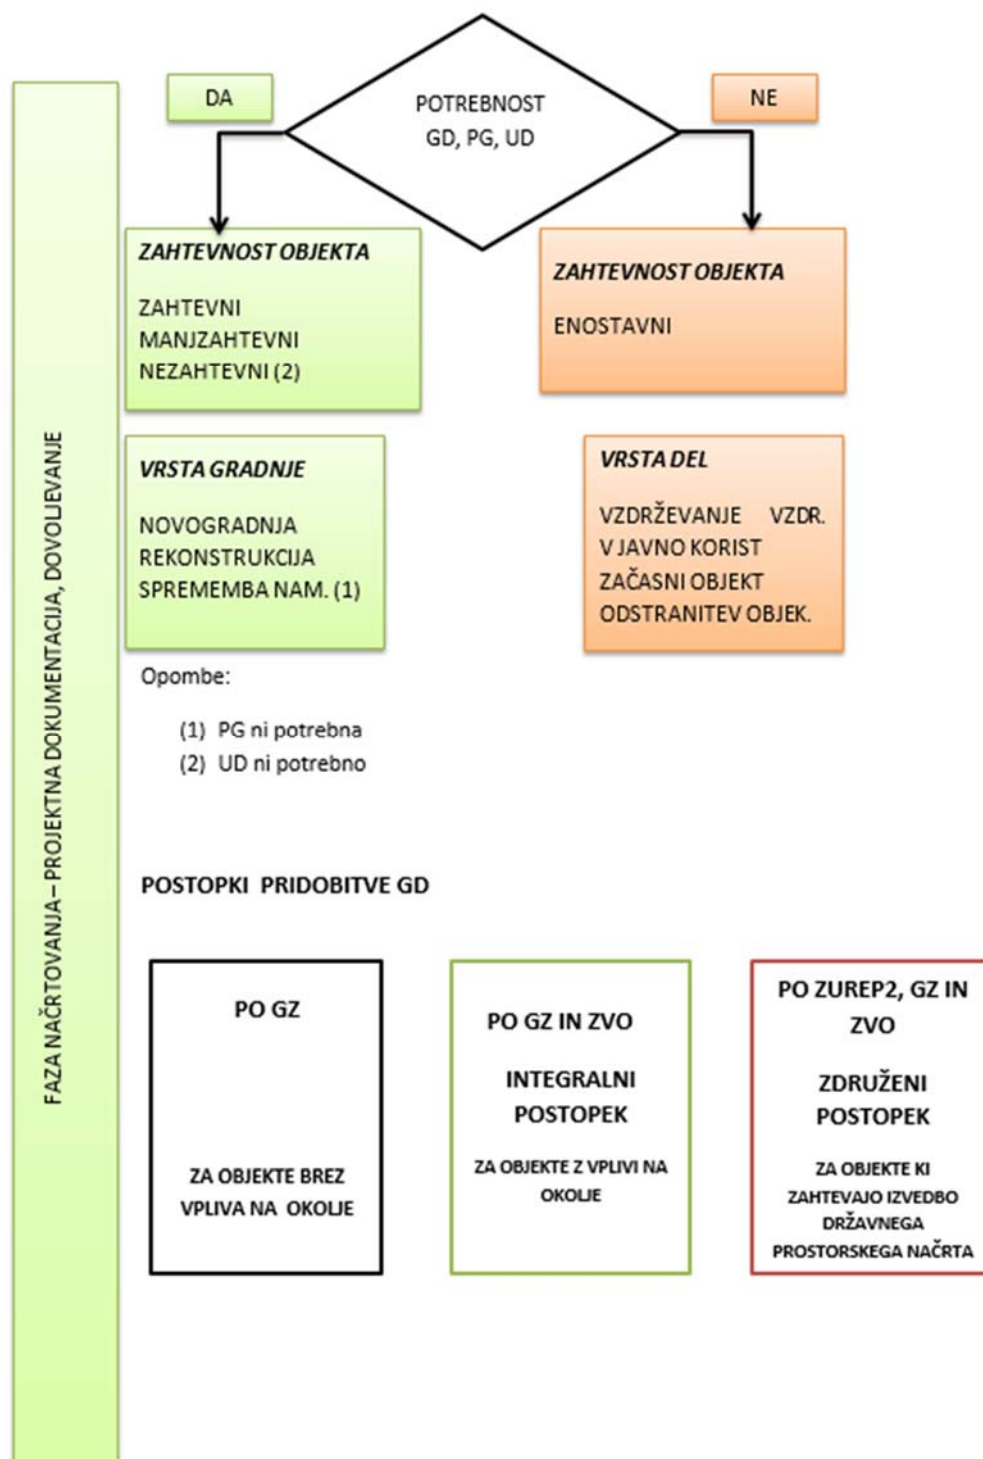 FAZA NAČRTOVANJA – PROJEKTNA DOKUMENTACIJA, DOVOLJEVANJE
DA
POTREBNOST
GD, PG, UD
NE
ZAHTEVNOST OBJEKTA
ZAHTEVNI
MANJZAHTEVNI
NEZAHTEVNI (2)
ZAHTEVNOST OBJEKTA
ENOSTAVNI
VRSTA GRADNJE
NOVOGRADNJA
REKONSTRUKCIJA
SPREMEMBA NAM. (1)
VRSTA DEL
VZDRŽEVANJE VZDR.
V JAVNO KORIST
ZAČASNI OBJEKT
ODSTRANITEV OBJEK.
Opombe:
(1) PG ni potrebna
(2) UD ni potrebno
POSTOPKI PRIDOBITVE GD
PO GZ
ZA OBJEKTE BREZ
VPLIVA NA OKOLJE
PO GZ IN ZVO
INTEGRALNI
POSTOPEK
ZA OBJEKTE Z VPLIVI NA
OKOLJE
PO ZUREP2, GZ IN
ZVO
ZDRUŽENI
POSTOPEK
ZA OBJEKTE KI
ZAHTEVAJO IZVEDBO
DRŽAVNEGA
PROSTORSKEGA NAČRTA